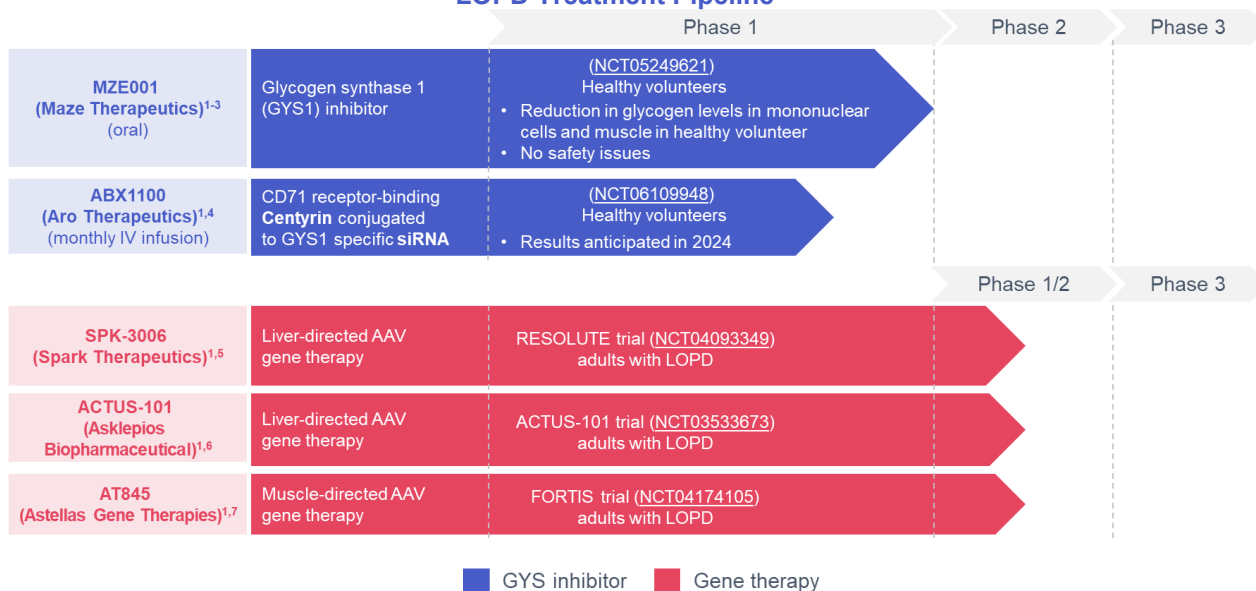 LOPD Treatment Pipeline
Phase 1
Phase 2
Phase 3
MZE001
(Maze Therapeutics)1-3
(oral)
Glycogen synthase 1
(GYS1) inhibitor
(NCT05249621)
Healthy volunteers
• Reduction in glycogen levels in mononuclear
cells and muscle in healthy volunteer
• No safety issues
ABX1100
(Aro Therapeutics)1,4
(monthly IV infusion)
CD71 receptor-binding
Centyrin conjugated
to GYS1 specific siRNA
(NCT06109948)
Healthy volunteers
• Results anticipated in 2024
Phase 1/2
Phase 3
SPK-3006
(Spark Therapeutics)1,5
Liver-directed AAV
gene therapy
RESOLUTE trial (NCT04093349)
adults with LOPD
ACTUS-101
(Asklepios
Biopharmaceutical)1,6
Liver-directed AAV
gene therapy
ACTUS-101 trial (NCT03533673)
adults with LOPD
AT845
(Astellas Gene Therapies)1,7
Muscle-directed AAV
gene therapy
FORTIS trial (NCT04174105)
adults with LOPD
GYS inhibitor
Gene therapy